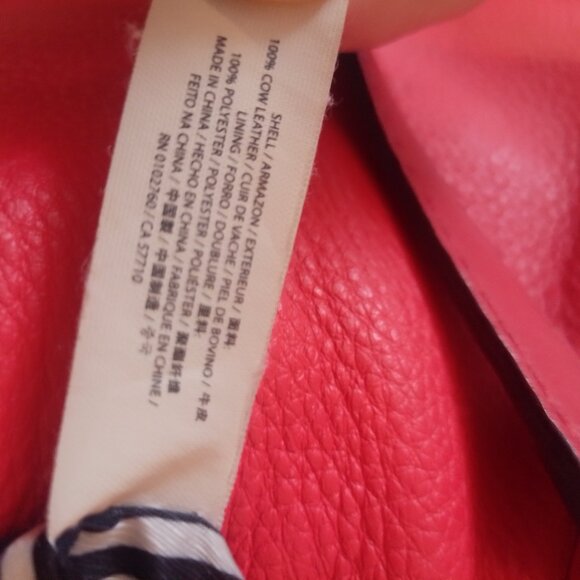 SHELL / ARMAZON / EXTERIEUR / 面料:
100% COW LEATHER / CUIR DE VACHE / PIEL DE BOVINO / 牛皮
LINING / FORRO / DOUBLURE / 里料:
100% POLYESTER / POLYESTER / POLIÉSTER / 聚酯纤维
MADE IN CHINA / HECHO EN CHINA / FABRIQUE EN CHINE /
FEITO NA CHINA / 中国製 / 中国制造 / 중국
RN 0102760 / CA 57710